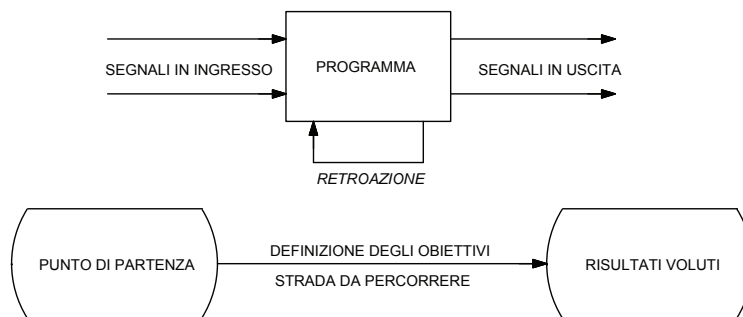 SEGNALI IN INGRESSO
PROGRAMMA
SEGNALI IN USCITA
RETROAZIONE
PUNTO DI PARTENZA
DEFINIZIONE DEGLI OBIETTIVI
STRADA DA PERCORRERE
RISULTATI VOLUTI